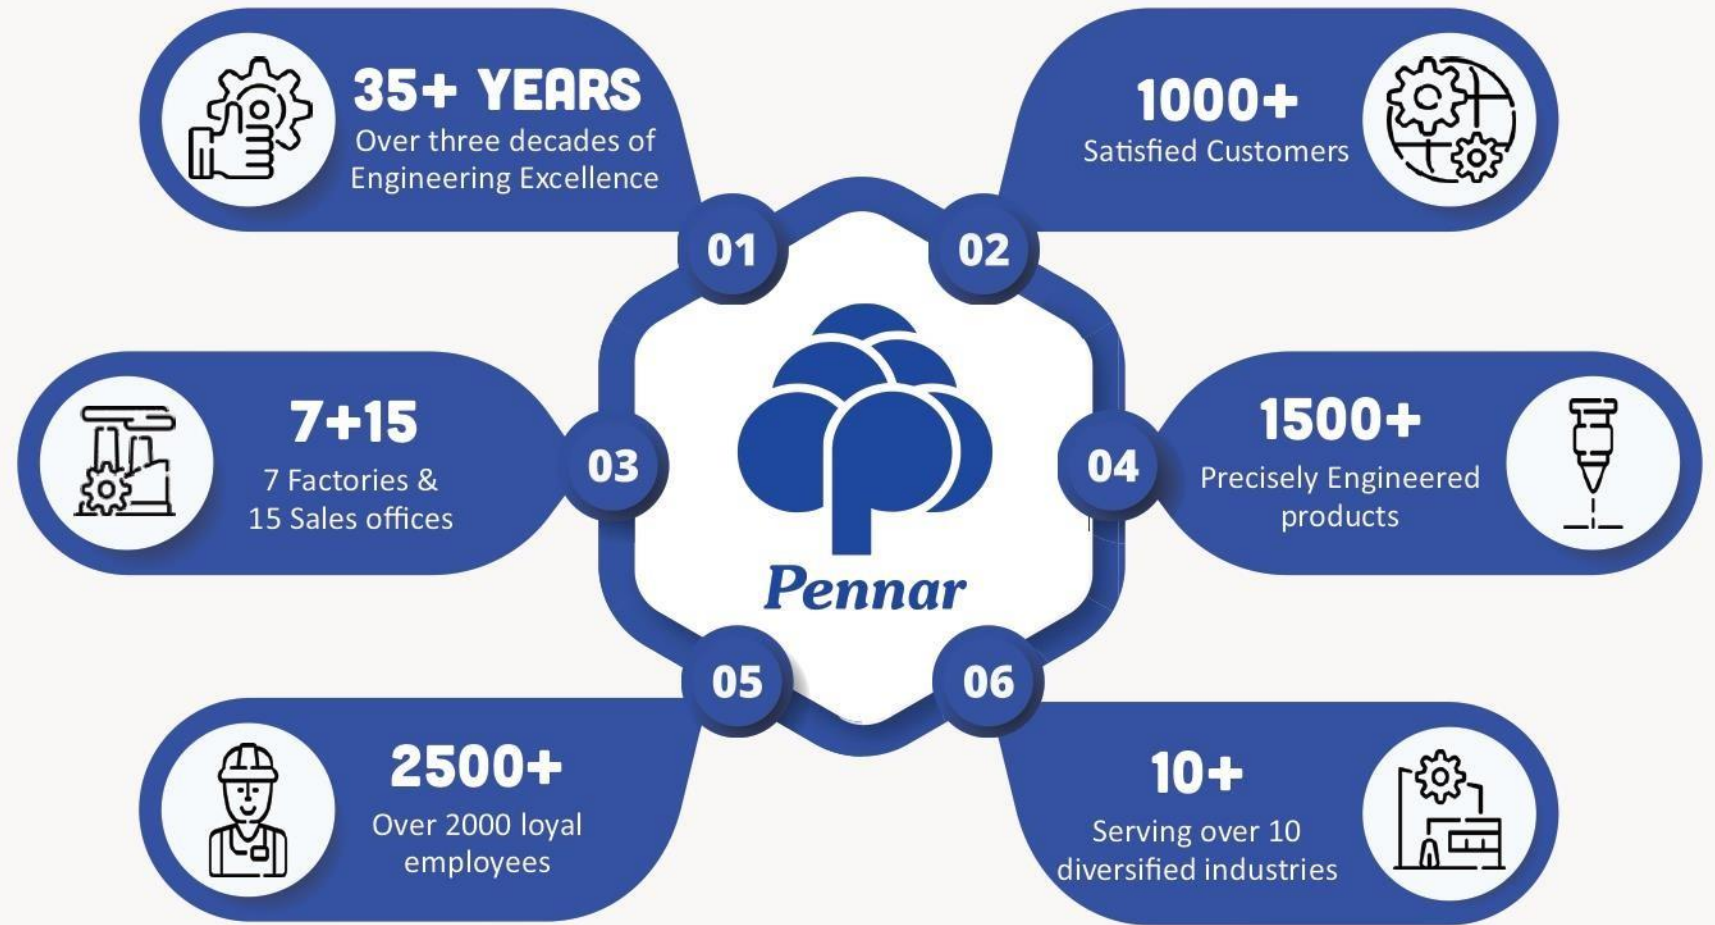 35+ YEARS
Over three decades of
Engineering Excellence
01
1000+
Satisfied Customers
02
7+15
7 Factories &
15 Sales offices
03
1500+
Precisely Engineered
products
04
Pennar
2500+
Over 2000 loyal
employees
05
10+
Serving over 10
diversified industries
06